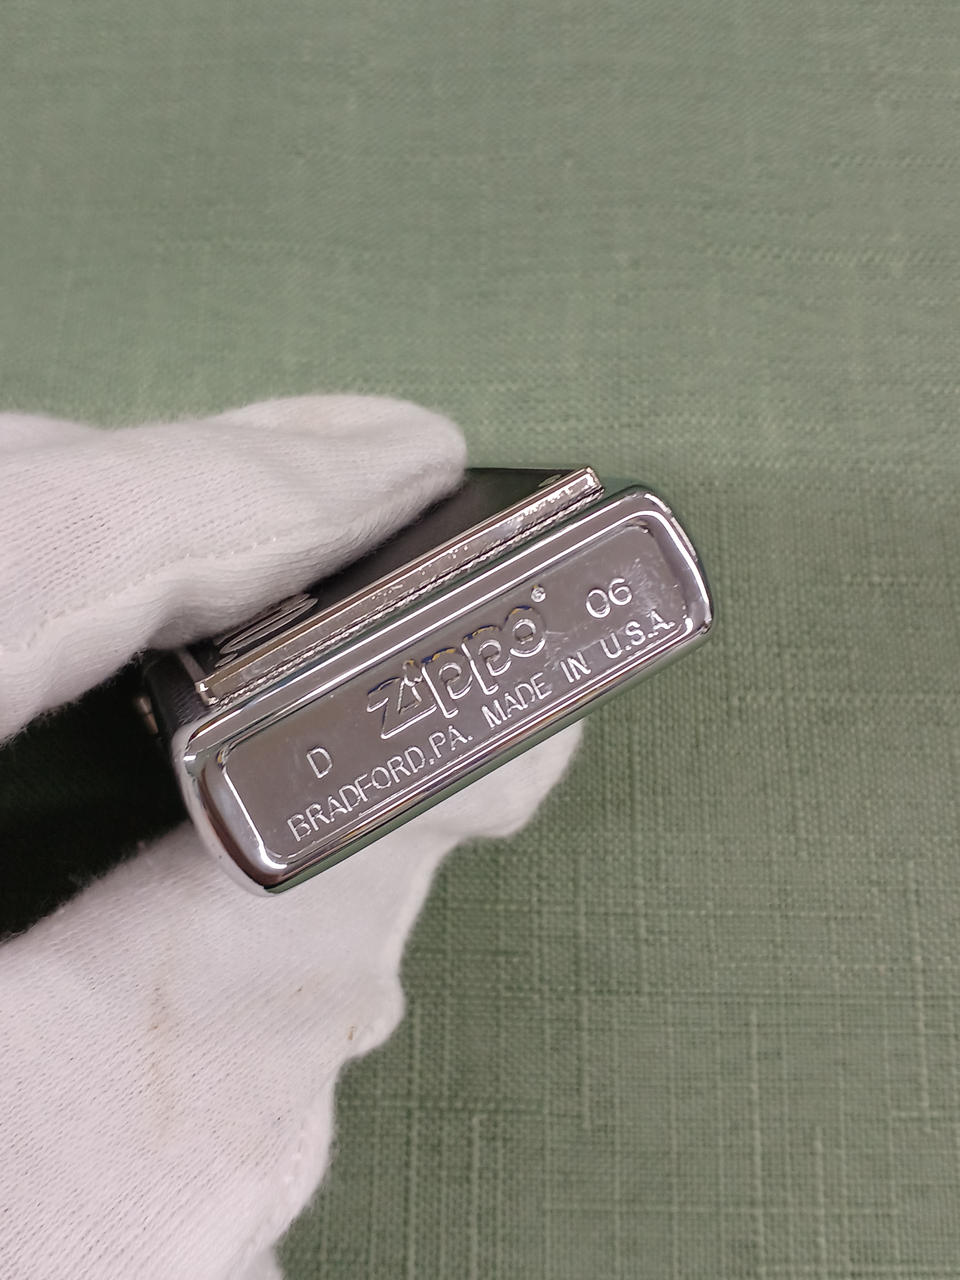 D Zippo® 06
BRADFORD,PA. MADE IN U.S.A.